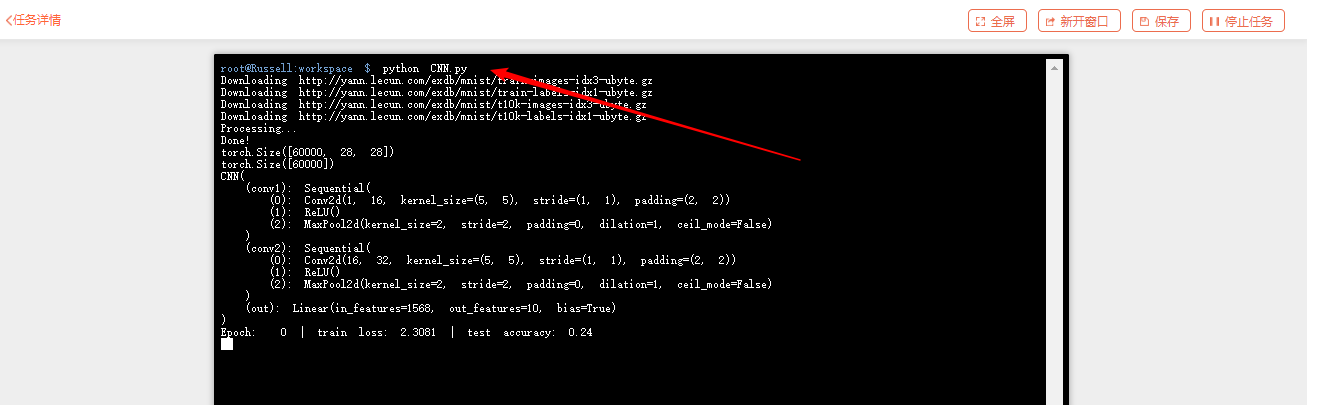 <任务详情
全屏
新开窗口
保存
停止任务
root@Russell:workspace $ python CNN.py
Downloading http://yann.lecun.com/exdb/mnist/train-images-idx3-ubyte.gz
Downloading http://yann.lecun.com/exdb/mnist/train-labels-idx1-ubyte.gz
Downloading http://yann.lecun.com/exdb/mnist/t10k-images-idx3-ubyte.gz
Downloading http://yann.lecun.com/exdb/mnist/t10k-labels-idx1-ubyte.gz
Processing...
Done!
torch.Size([60000, 28, 28])
torch.Size([60000])
CNN(
(conv1): Sequential(
(0): Conv2d(1, 16, kernel_size=(5, 5), stride=(1, 1), padding=(2, 2))
(1): ReLU()
(2): MaxPool2d(kernel_size=2, stride=2, padding=0, dilation=1, ceil_mode=False)
)
(conv2): Sequential(
(0): Conv2d(16, 32, kernel_size=(5, 5), stride=(1, 1), padding=(2, 2))
(1): ReLU()
(2): MaxPool2d(kernel_size=2, stride=2, padding=0, dilation=1, ceil_mode=False)
)
(out): Linear(in_features=1568, out_features=10, bias=True)
)
Epoch: 0 | train loss: 2.3081 | test accuracy: 0.24